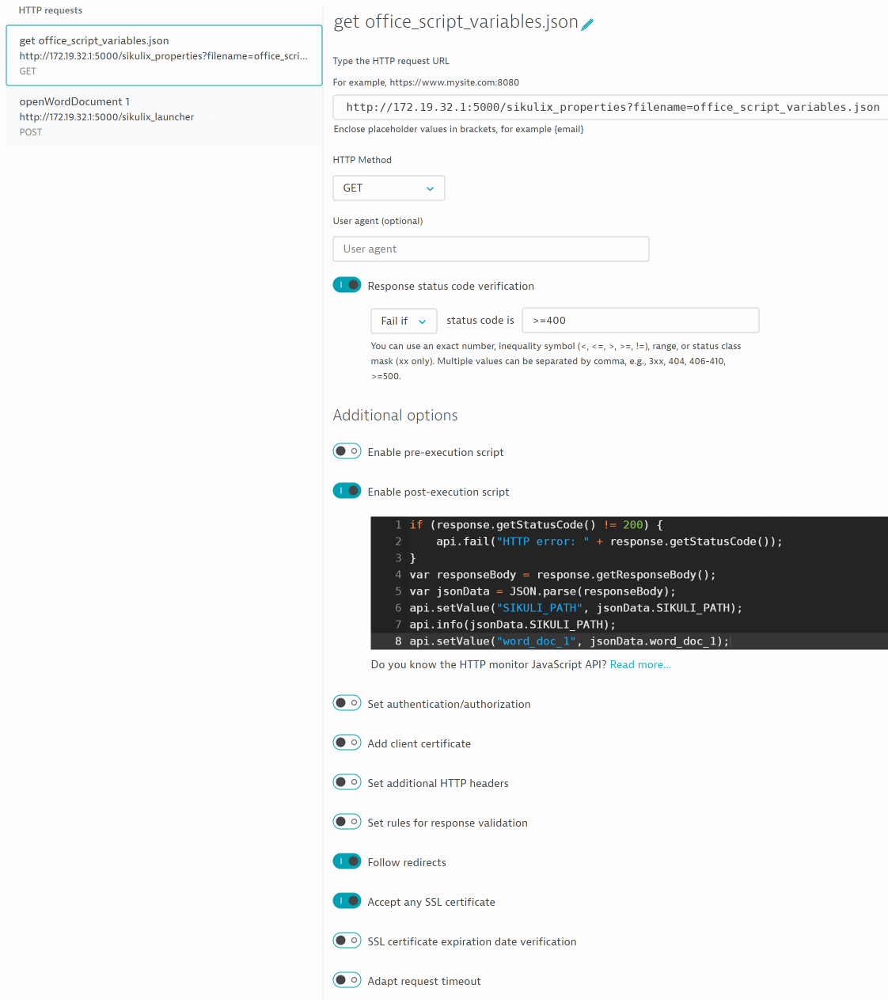 HTTP requests
get office_script_variables.json
http://172.19.32.1:5000/sikulix_properties?filename=office_scri...
GET
openWordDocument 1
http://172.19.32.1:5000/sikulix_launcher
POST
get office_script_variables.json
Type the HTTP request URL
For example, https://www.mysite.com:8080
http://172.19.32.1:5000/sikulix_properties?filename=office_script_variables.json
Enclose placeholder values in brackets, for example {email}
HTTP Method
GET
User agent (optional)
User agent
Response status code verification
Fail if status code is >=400
You can use an exact number, inequality symbol (<, <=, >, >=, !=), range, or status class
mask (xx only). Multiple values can be separated by comma, e.g., 3xx, 404, 406-410,
>=500.
Additional options
Enable pre-execution script
Enable post-execution script
1 if (response.getStatusCode() != 200) {
2     api.fail("HTTP error: " + response.getStatusCode());
3 }
4 var responseBody = response.getResponseBody();
5 var jsonData = JSON.parse(responseBody);
6 api.setValue("SIKULI_PATH", jsonData.SIKULI_PATH);
7 api.info(jsonData.SIKULI_PATH);
8 api.setValue("word_doc_1", jsonData.word_doc_1);
Do you know the HTTP monitor JavaScript API? Read more...
Set authentication/authorization
Add client certificate
Set additional HTTP headers
Set rules for response validation
Follow redirects
Accept any SSL certificate
SSL certificate expiration date verification
Adapt request timeout